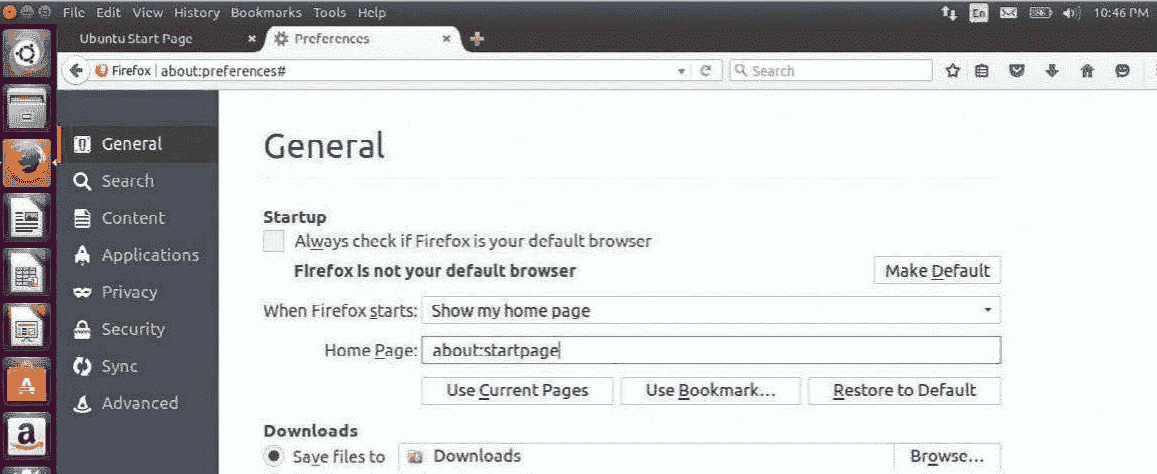 File Edit View History Bookmarks Tools Help En 10:46 PM
Ubuntu Start Page × Preferences ×
Firefox about:preferences# Search
General
General
Search
Startup
Content
Always check if Firefox is your default browser
Applications
Firefox is not your default browser Make Default
Privacy
When Firefox starts: Show my home page
Security
Home Page: about:startpage
Sync
Use Current Pages Use Bookmark... Restore to Default
Advanced
Downloads
Save files to Downloads Browse...